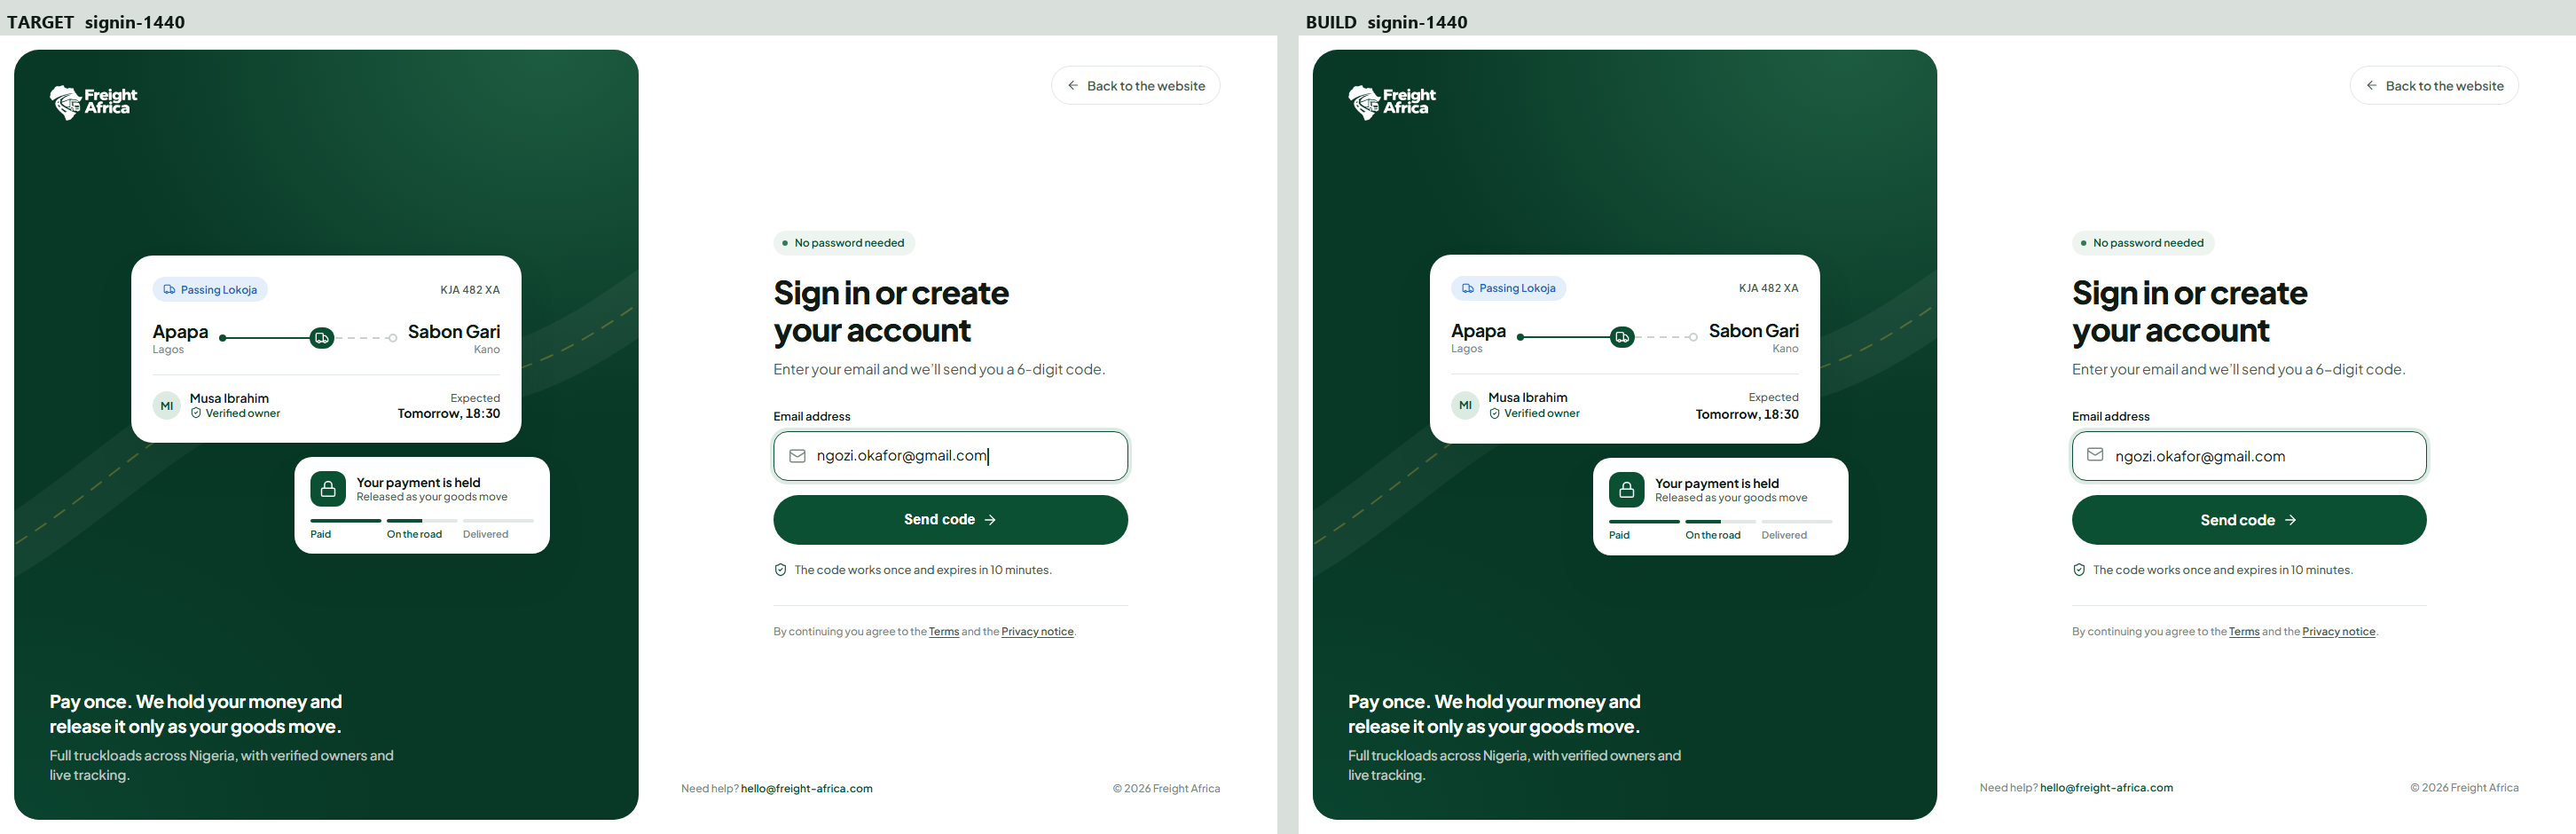 TARGET signin-1440
Freight
Africa
Back to the website
No password needed
Sign in or create
your account
Enter your email and we'll send you a 6-digit code.
Passing Lokoja
KJA 482 XA
Apapa
Lagos
Sabon Gari
Kano
MI
Musa Ibrahim
Verified owner
Expected
Tomorrow, 18:30
Email address
ngozi.okafor@gmail.com
Your payment is held
Released as your goods move
Paid
On the road
Delivered
Send code
The code works once and expires in 10 minutes.
By continuing you agree to the Terms and the Privacy notice.
Pay once. We hold your money and
release it only as your goods move.
Full truckloads across Nigeria, with verified owners and
live tracking.
Need help? hello@freight-africa.com
© 2026 Freight Africa
BUILD signin-1440
Freight
Africa
Back to the website
No password needed
Sign in or create
your account
Enter your email and we'll send you a 6-digit code.
Passing Lokoja
KJA 482 XA
Apapa
Lagos
Sabon Gari
Kano
MI
Musa Ibrahim
Verified owner
Expected
Tomorrow, 18:30
Email address
ngozi.okafor@gmail.com
Your payment is held
Released as your goods move
Paid
On the road
Delivered
Send code
The code works once and expires in 10 minutes.
By continuing you agree to the Terms and the Privacy notice.
Pay once. We hold your money and
release it only as your goods move.
Full truckloads across Nigeria, with verified owners and
live tracking.
Need help? hello@freight-africa.com
© 2026 Freight Africa